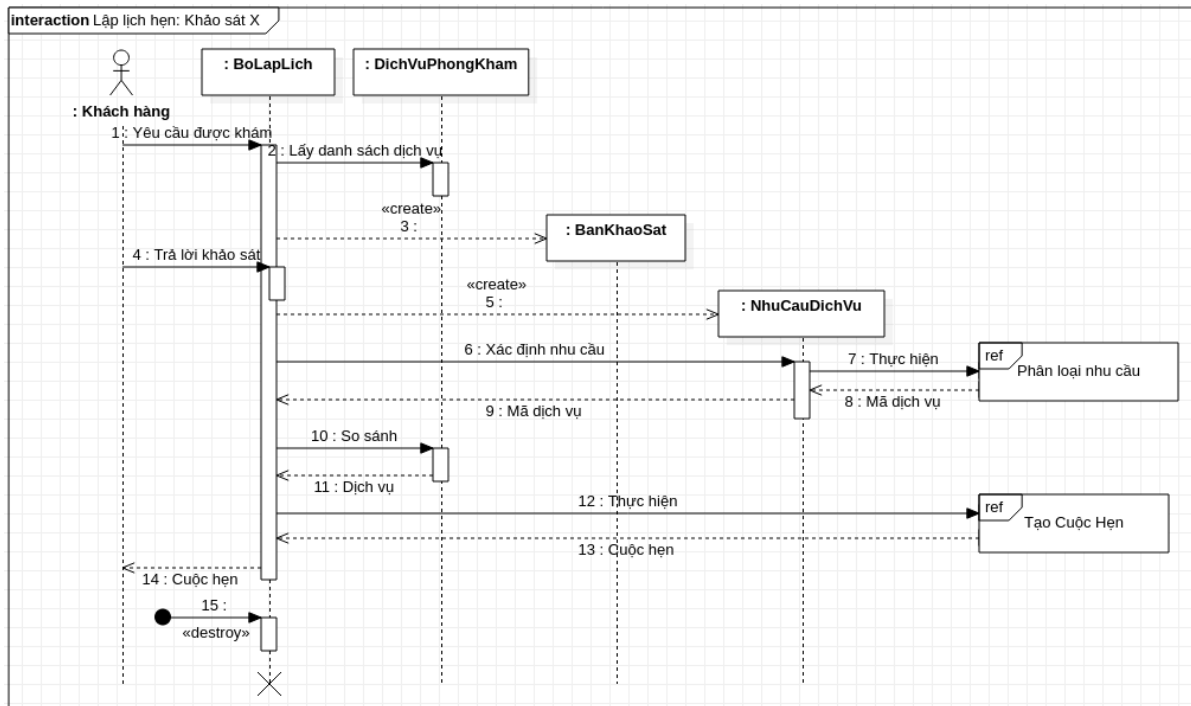 interaction Lập lịch hẹn: Khảo sát X
: BoLapLich
: DichVuPhongKham
: Khách hàng
1 : Yêu cầu được khám
2 : Lấy danh sách dịch vụ
«create»
3 :
: BanKhaoSat
4 : Trả lời khảo sát
«create»
5 :
: NhuCauDichVu
6 : Xác định nhu cầu
7 : Thực hiện
ref
Phân loại nhu cầu
8 : Mã dịch vụ
9 : Mã dịch vụ
10 : So sánh
11 : Dịch vụ
12 : Thực hiện
ref
Tạo Cuộc Hẹn
13 : Cuộc hẹn
14 : Cuộc hẹn
15 :
«destroy»